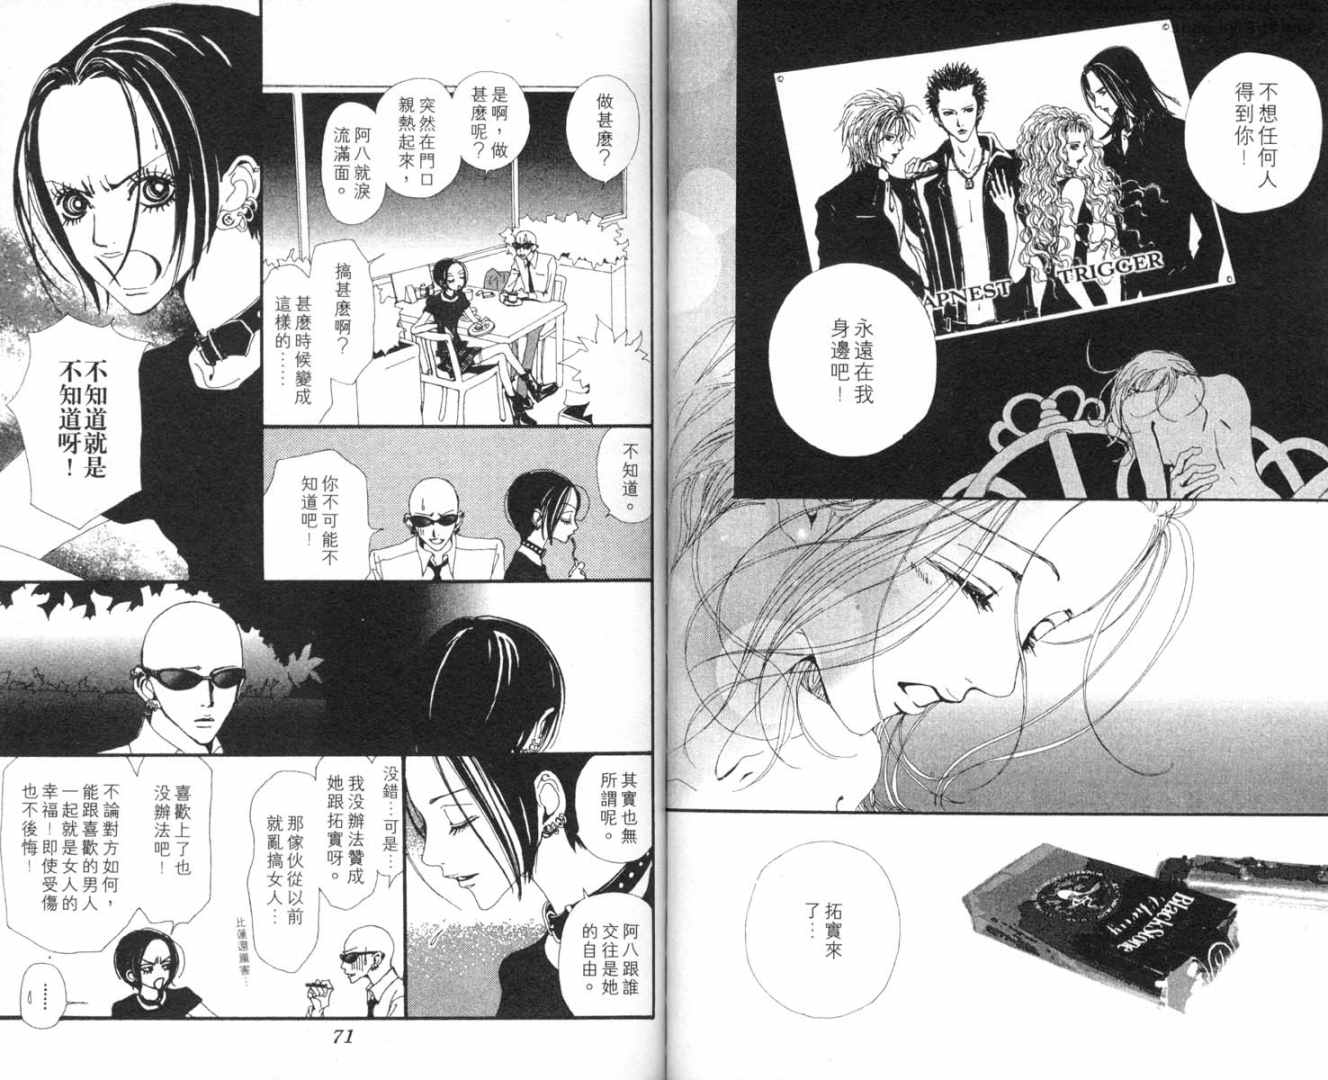 不想任何人
得到你！
TRAPNEST
TRIGGER
永遠在我
身邊吧！
BlackStone
Cherry
拓實來
了…
做甚麼？
是啊，做
甚麼呢？
突然在門口
親熱起來，
阿八就淚
流滿面。
搞甚麼啊？
甚麼時候變成
這樣的……
不知道就是
不知道呀！
不知道。
你不可能不
知道吧！
其實也無
所謂呢。
阿八跟誰
交往是她
的自由。
沒錯…可是…
我沒辦法贊成
她跟拓實呀。
那傢伙從以前
就亂搞女人…
比蓮還厲害…
喜歡上了也
沒辦法吧！
不論對方如何，
能跟喜歡的男人
一起就是女人的
幸福！即使受傷
也不後悔！
……
71